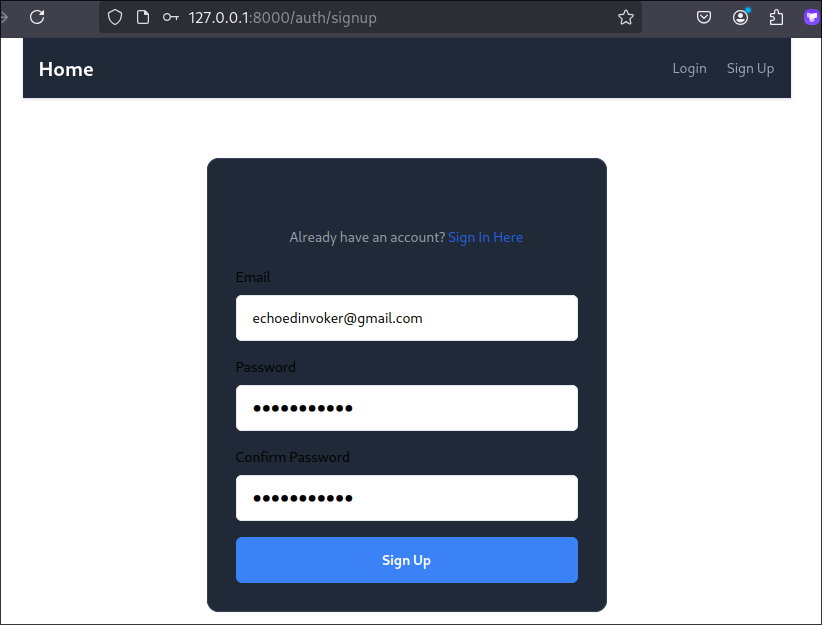 127.0.0.1:8000/auth/signup
Home
Login Sign Up
Already have an account? Sign In Here
Email
echoedinvoker@gmail.com
Password
●●●●●●●●●●●
Confirm Password
●●●●●●●●●●●
Sign Up